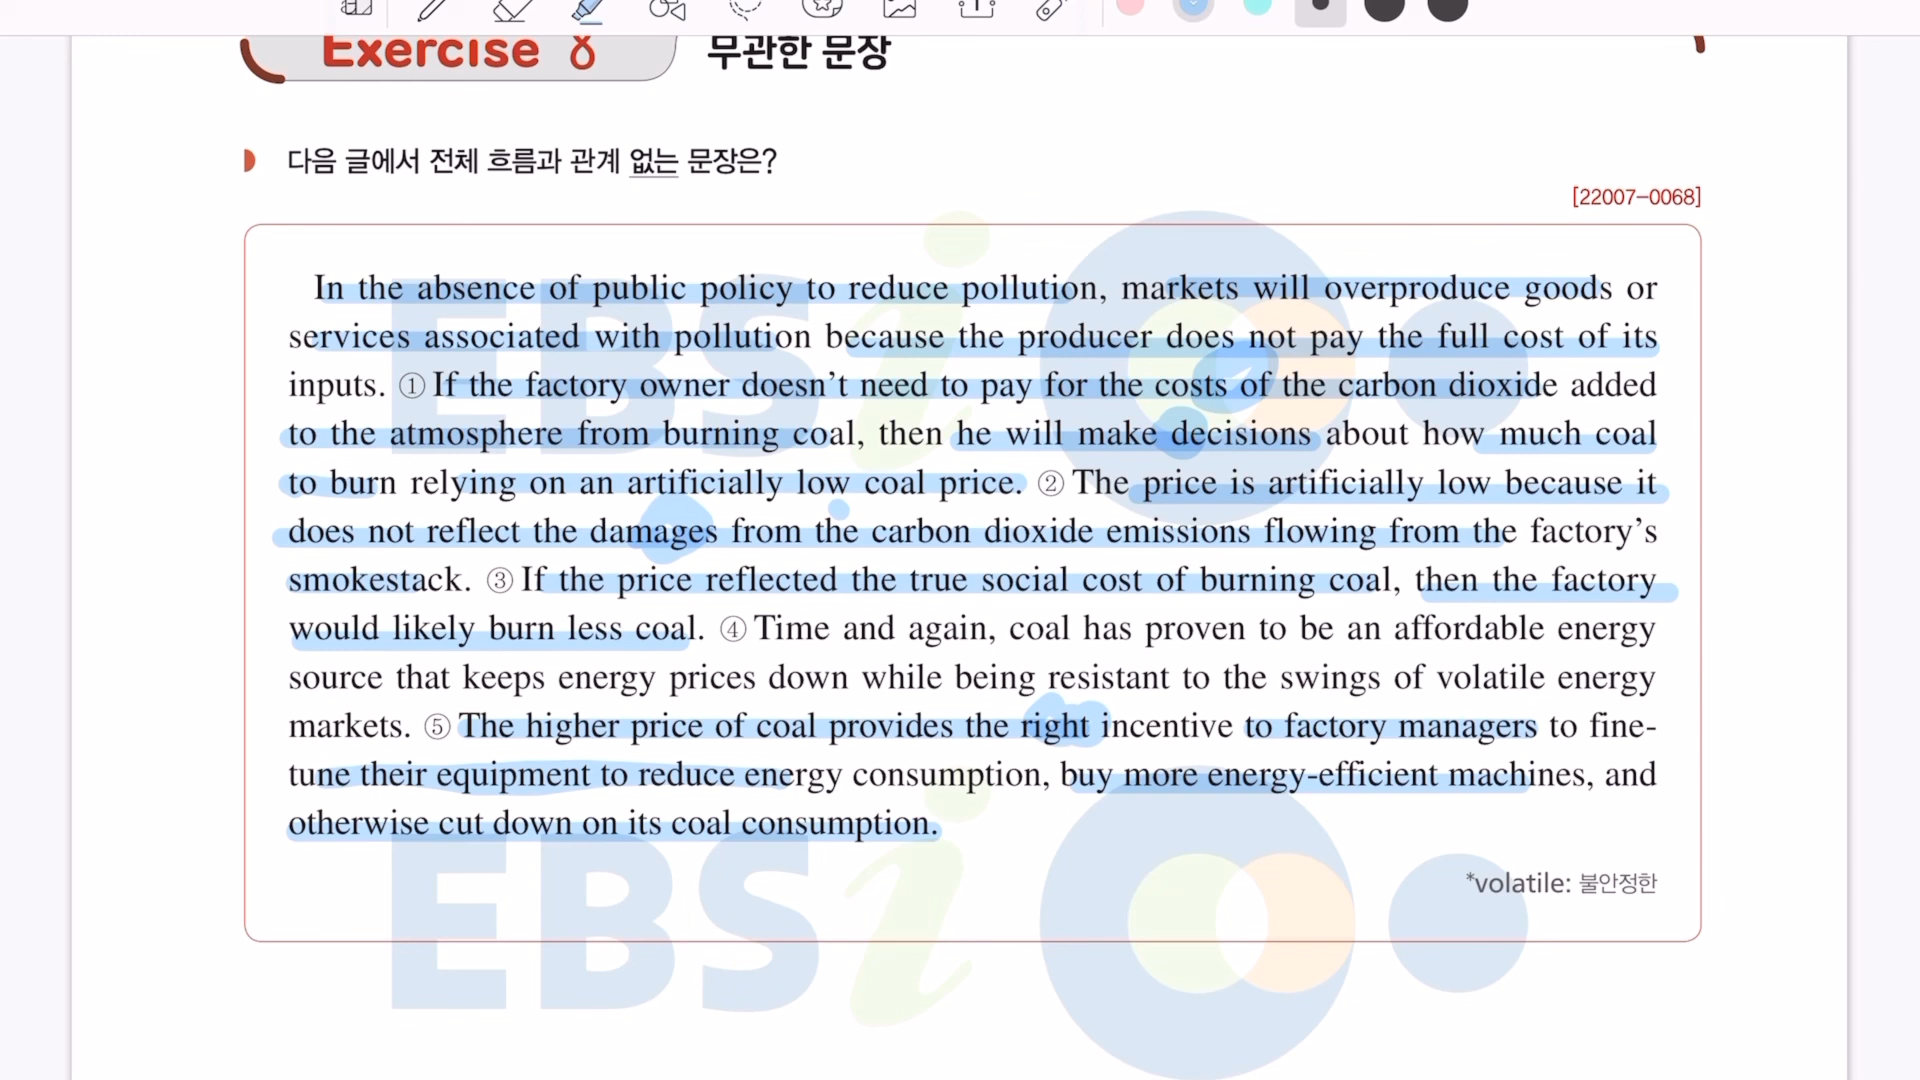 Exercise 8 무관한 문장
다음 글에서 전체 흐름과 관계 없는 문장은?
[22007-0068]
In the absence of public policy to reduce pollution, markets will overproduce goods or
services associated with pollution because the producer does not pay the full cost of its
inputs. ① If the factory owner doesn’t need to pay for the costs of the carbon dioxide added
to the atmosphere from burning coal, then he will make decisions about how much coal
to burn relying on an artificially low coal price. ② The price is artificially low because it
does not reflect the damages from the carbon dioxide emissions flowing from the factory’s
smokestack. ③ If the price reflected the true social cost of burning coal, then the factory
would likely burn less coal. ④ Time and again, coal has proven to be an affordable energy
source that keeps energy prices down while being resistant to the swings of volatile energy
markets. ⑤ The higher price of coal provides the right incentive to factory managers to fine-
tune their equipment to reduce energy consumption, buy more energy-efficient machines, and
otherwise cut down on its coal consumption.
*volatile: 불안정한
EBSi
EBSi